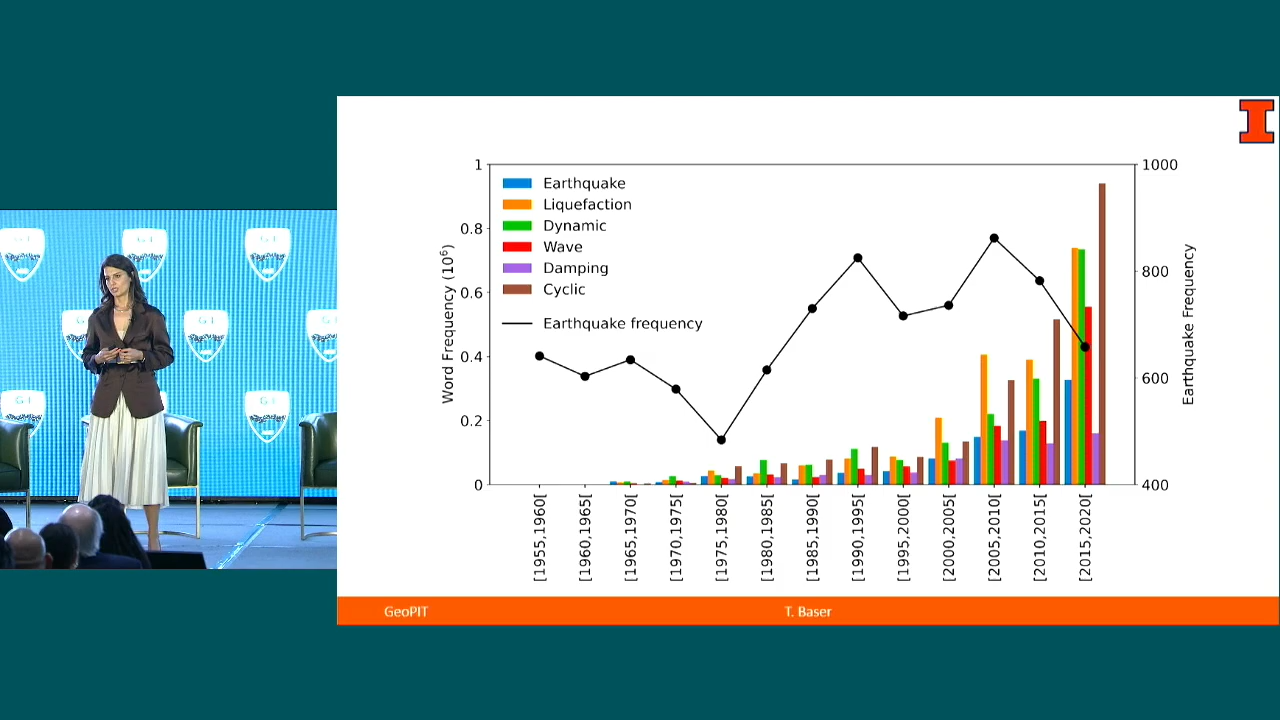 G I
G I
G I
G I
G I
G I
I
1
0.8
0.6
0.4
0.2
0
Word Frequency (10⁶)
Earthquake
Liquefaction
Dynamic
Wave
Damping
Cyclic
Earthquake frequency
1000
800
600
400
Earthquake Frequency
[1955,1960[
[1960,1965[
[1965,1970[
[1970,1975[
[1975,1980[
[1980,1985[
[1985,1990[
[1990,1995[
[1995,2000[
[2000,2005[
[2005,2010[
[2010,2015[
[2015,2020[
GeoPIT
T. Baser